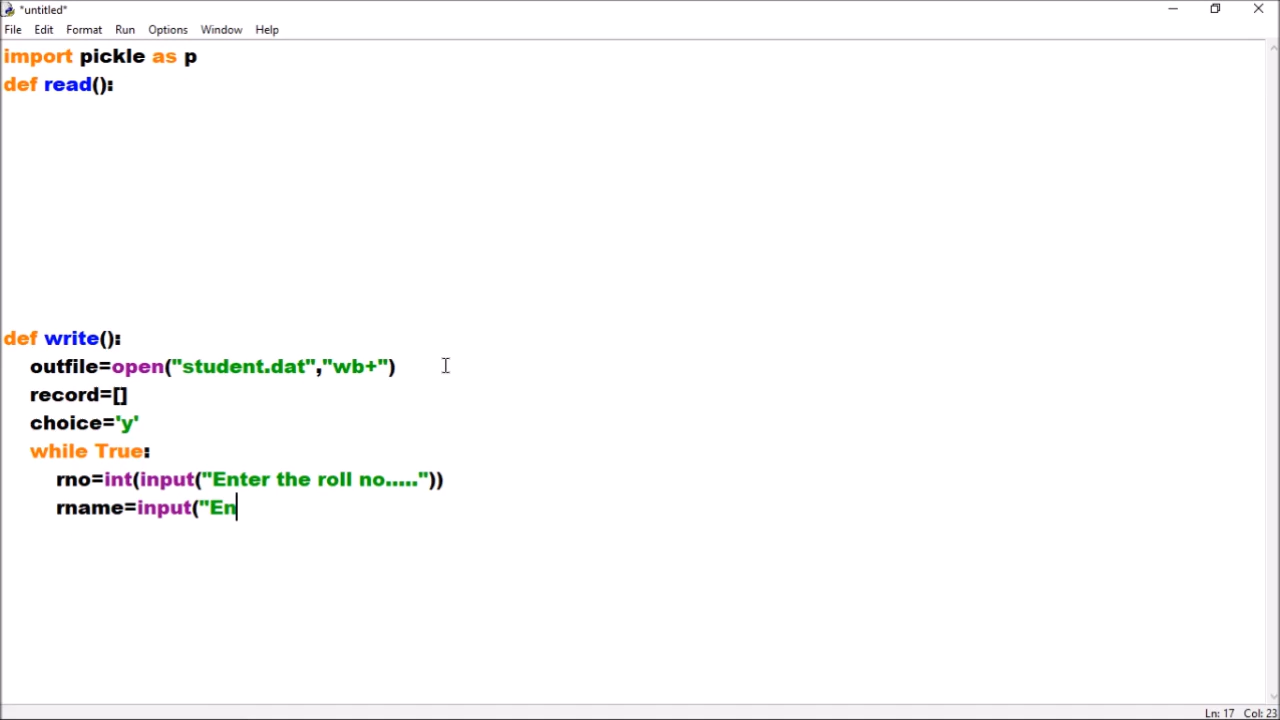 *untitled*
File Edit Format Run Options Window Help
import pickle as p
def read():
def write():
    outfile=open("student.dat","wb+")
    record=[]
    choice='y'
    while True:
        rno=int(input("Enter the roll no....."))
        rname=input("En
Ln: 17 Col: 23